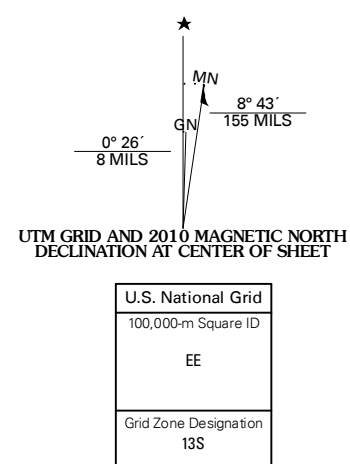 MN
8° 43´
GN
155 MILS
0° 26´
8 MILS
UTM GRID AND 2010 MAGNETIC NORTH
DECLINATION AT CENTER OF SHEET
U.S. National Grid
100,000-m Square ID
EE
Grid Zone Designation
13S